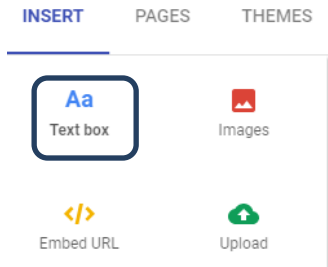 INSERT PAGES THEMES
Aa
Text box Images
</>
Embed URL Upload